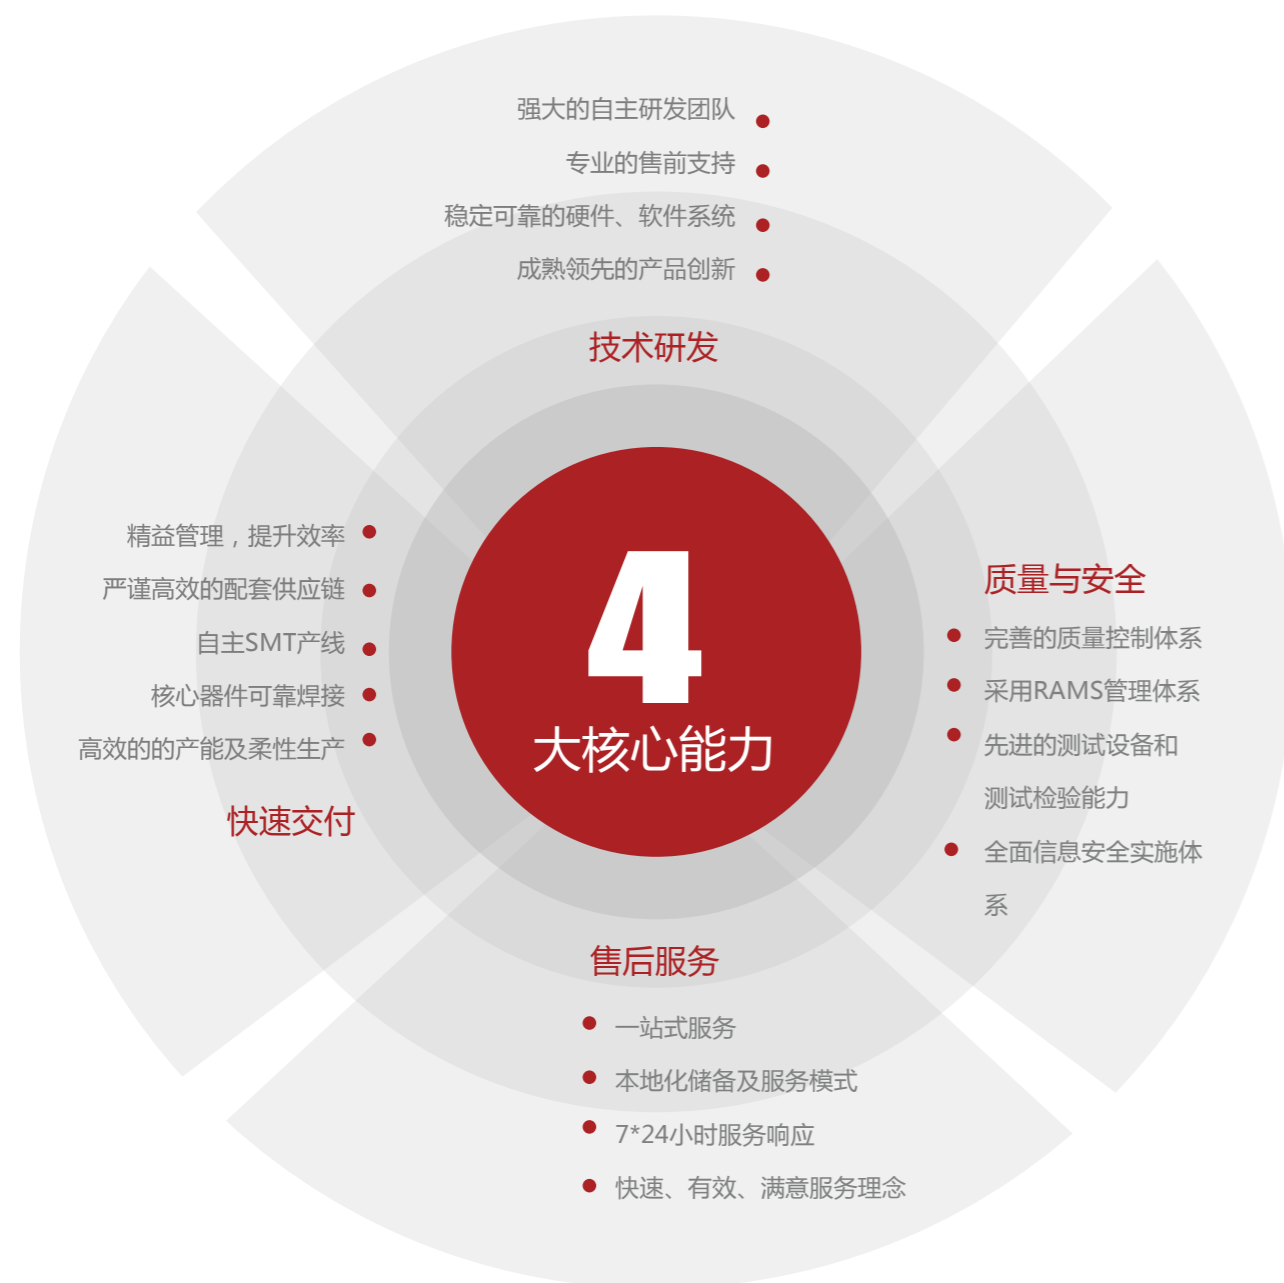 强大的自主研发团队
专业的售前支持
稳定可靠的硬件、软件系统
成熟领先的产品创新
技术研发
精益管理，提升效率
严谨高效的配套供应链
自主SMT产线
核心器件可靠焊接
高效的的产能及柔性生产
快速交付
4
大核心能力
质量与安全
完善的质量控制体系
采用RAMS管理体系
先进的测试设备和
测试检验能力
全面信息安全实施体
系
售后服务
一站式服务
本地化储备及服务模式
7*24小时服务响应
快速、有效、满意服务理念